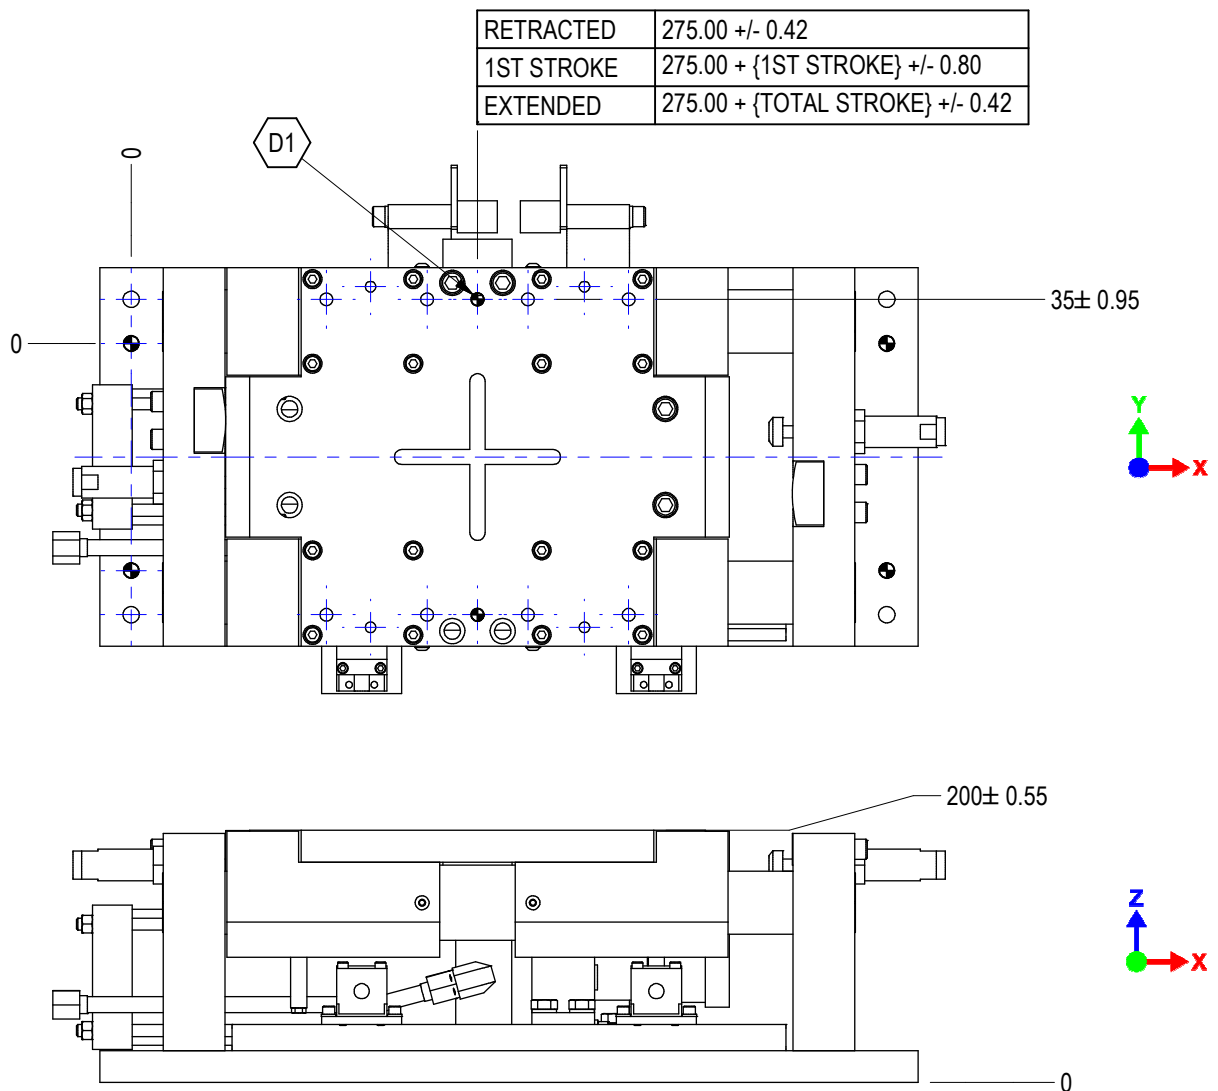 RETRACTED 275.00 +/- 0.42
1ST STROKE 275.00 + {1ST STROKE} +/- 0.80
EXTENDED 275.00 + {TOTAL STROKE} +/- 0.42
0
D1
35± 0.95
0
Y
X
200± 0.55
Z
X
0